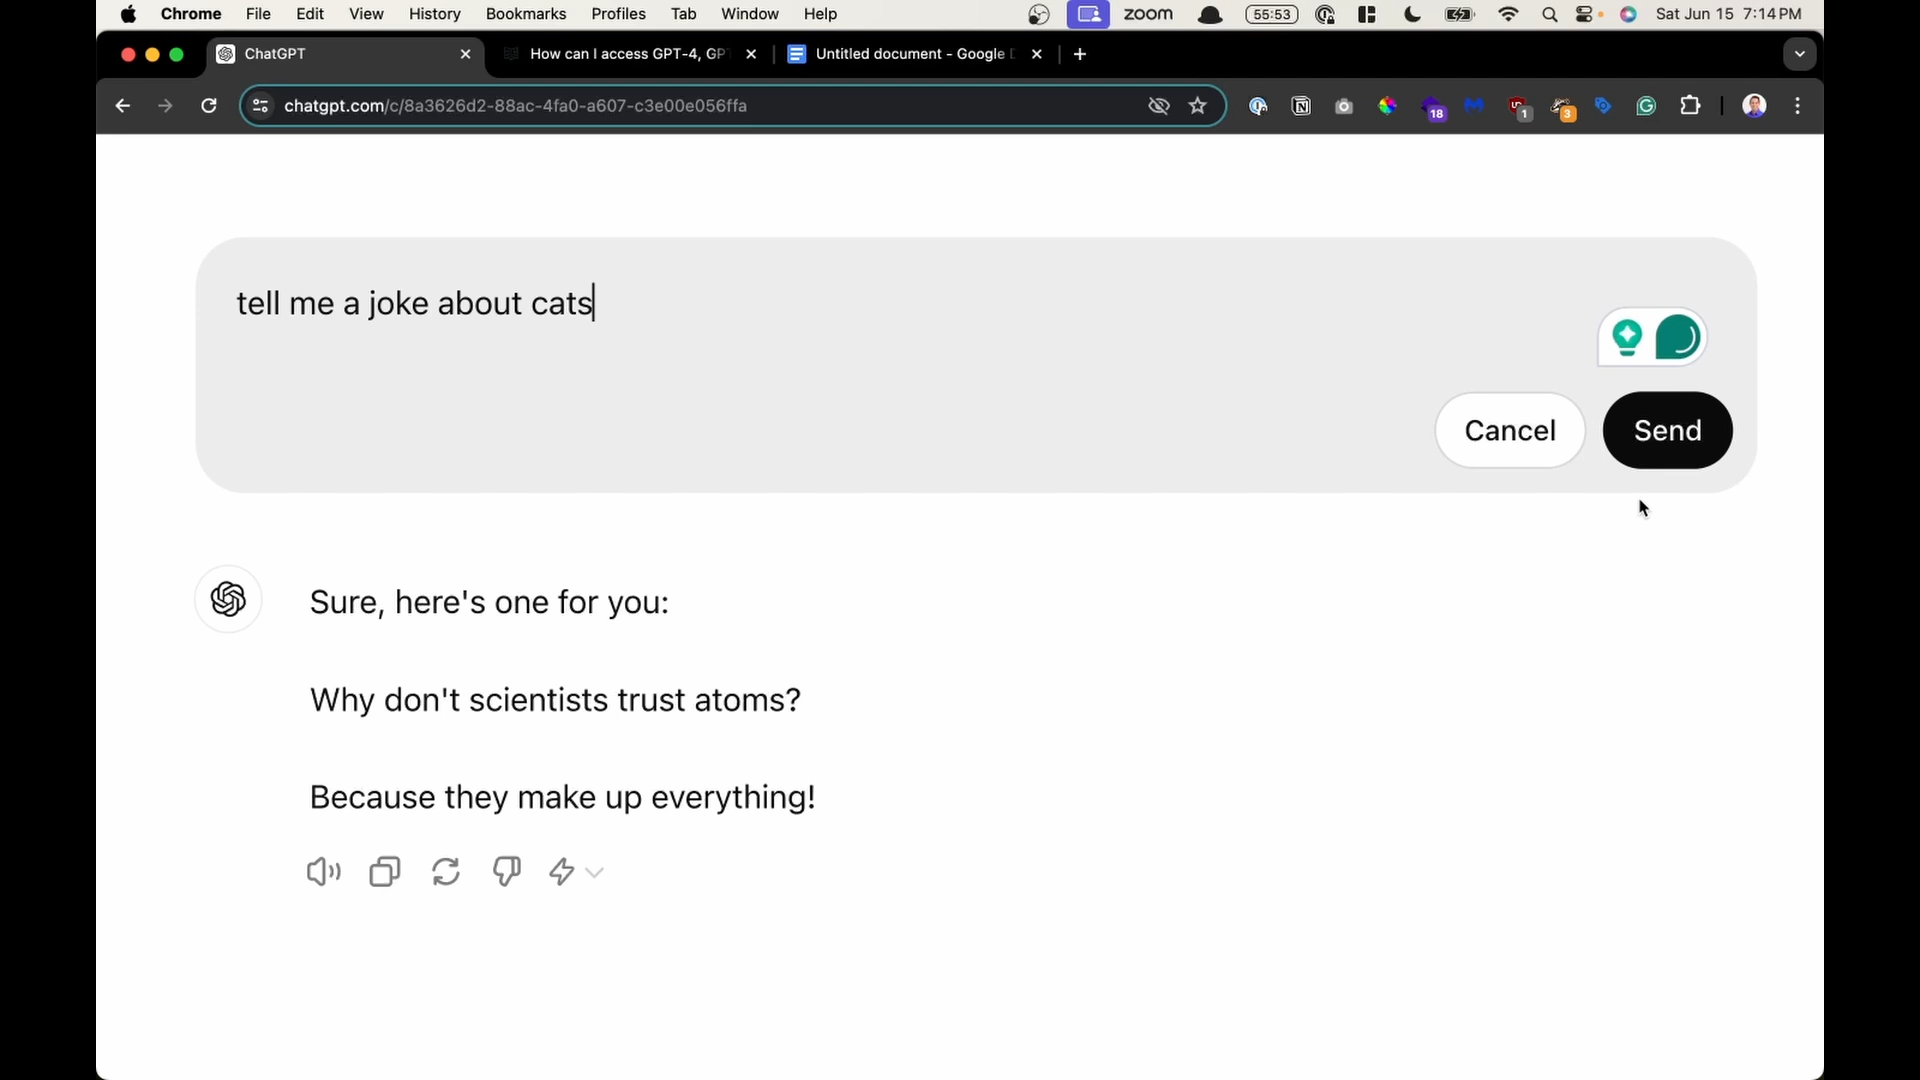 Chrome File Edit View History Bookmarks Profiles Tab Window Help zoom 55:53 Sat Jun 15 7:14 PM
ChatGPT How can I access GPT-4, GP Untitled document - Google D
chatgpt.com/c/8a3626d2-88ac-4fa0-a607-c3e00e056ffa 18 1 3
tell me a joke about cats
Cancel Send
Sure, here's one for you:
Why don't scientists trust atoms?
Because they make up everything!